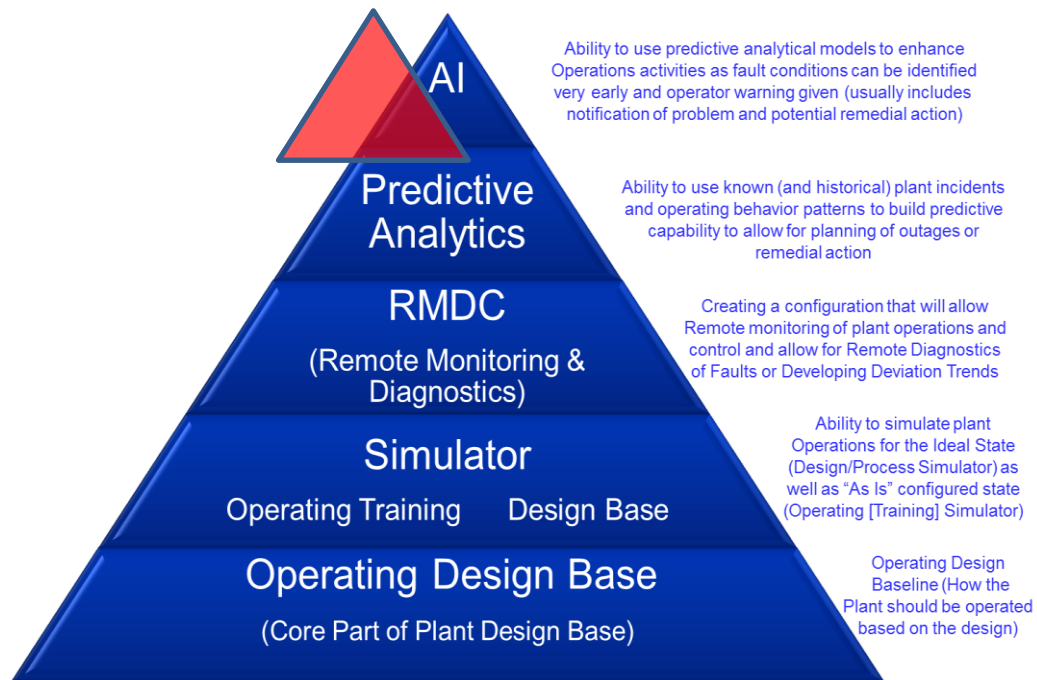 AI
Ability to use predictive analytical models to enhance
Operations activities as fault conditions can be identified
very early and operator warning given (usually includes
notification of problem and potential remedial action)
Predictive
Analytics
Ability to use known (and historical) plant incidents
and operating behavior patterns to build predictive
capability to allow for planning of outages or
remedial action
RMDC
(Remote Monitoring &
Diagnostics)
Creating a configuration that will allow
Remote monitoring of plant operations and
control and allow for Remote Diagnostics
of Faults or Developing Deviation Trends
Simulator
Operating Training Design Base
Ability to simulate plant
Operations for the Ideal State
(Design/Process Simulator) as
well as “As Is” configured state
(Operating [Training] Simulator)
Operating Design Base
(Core Part of Plant Design Base)
Operating Design
Baseline (How the
Plant should be operated
based on the design)